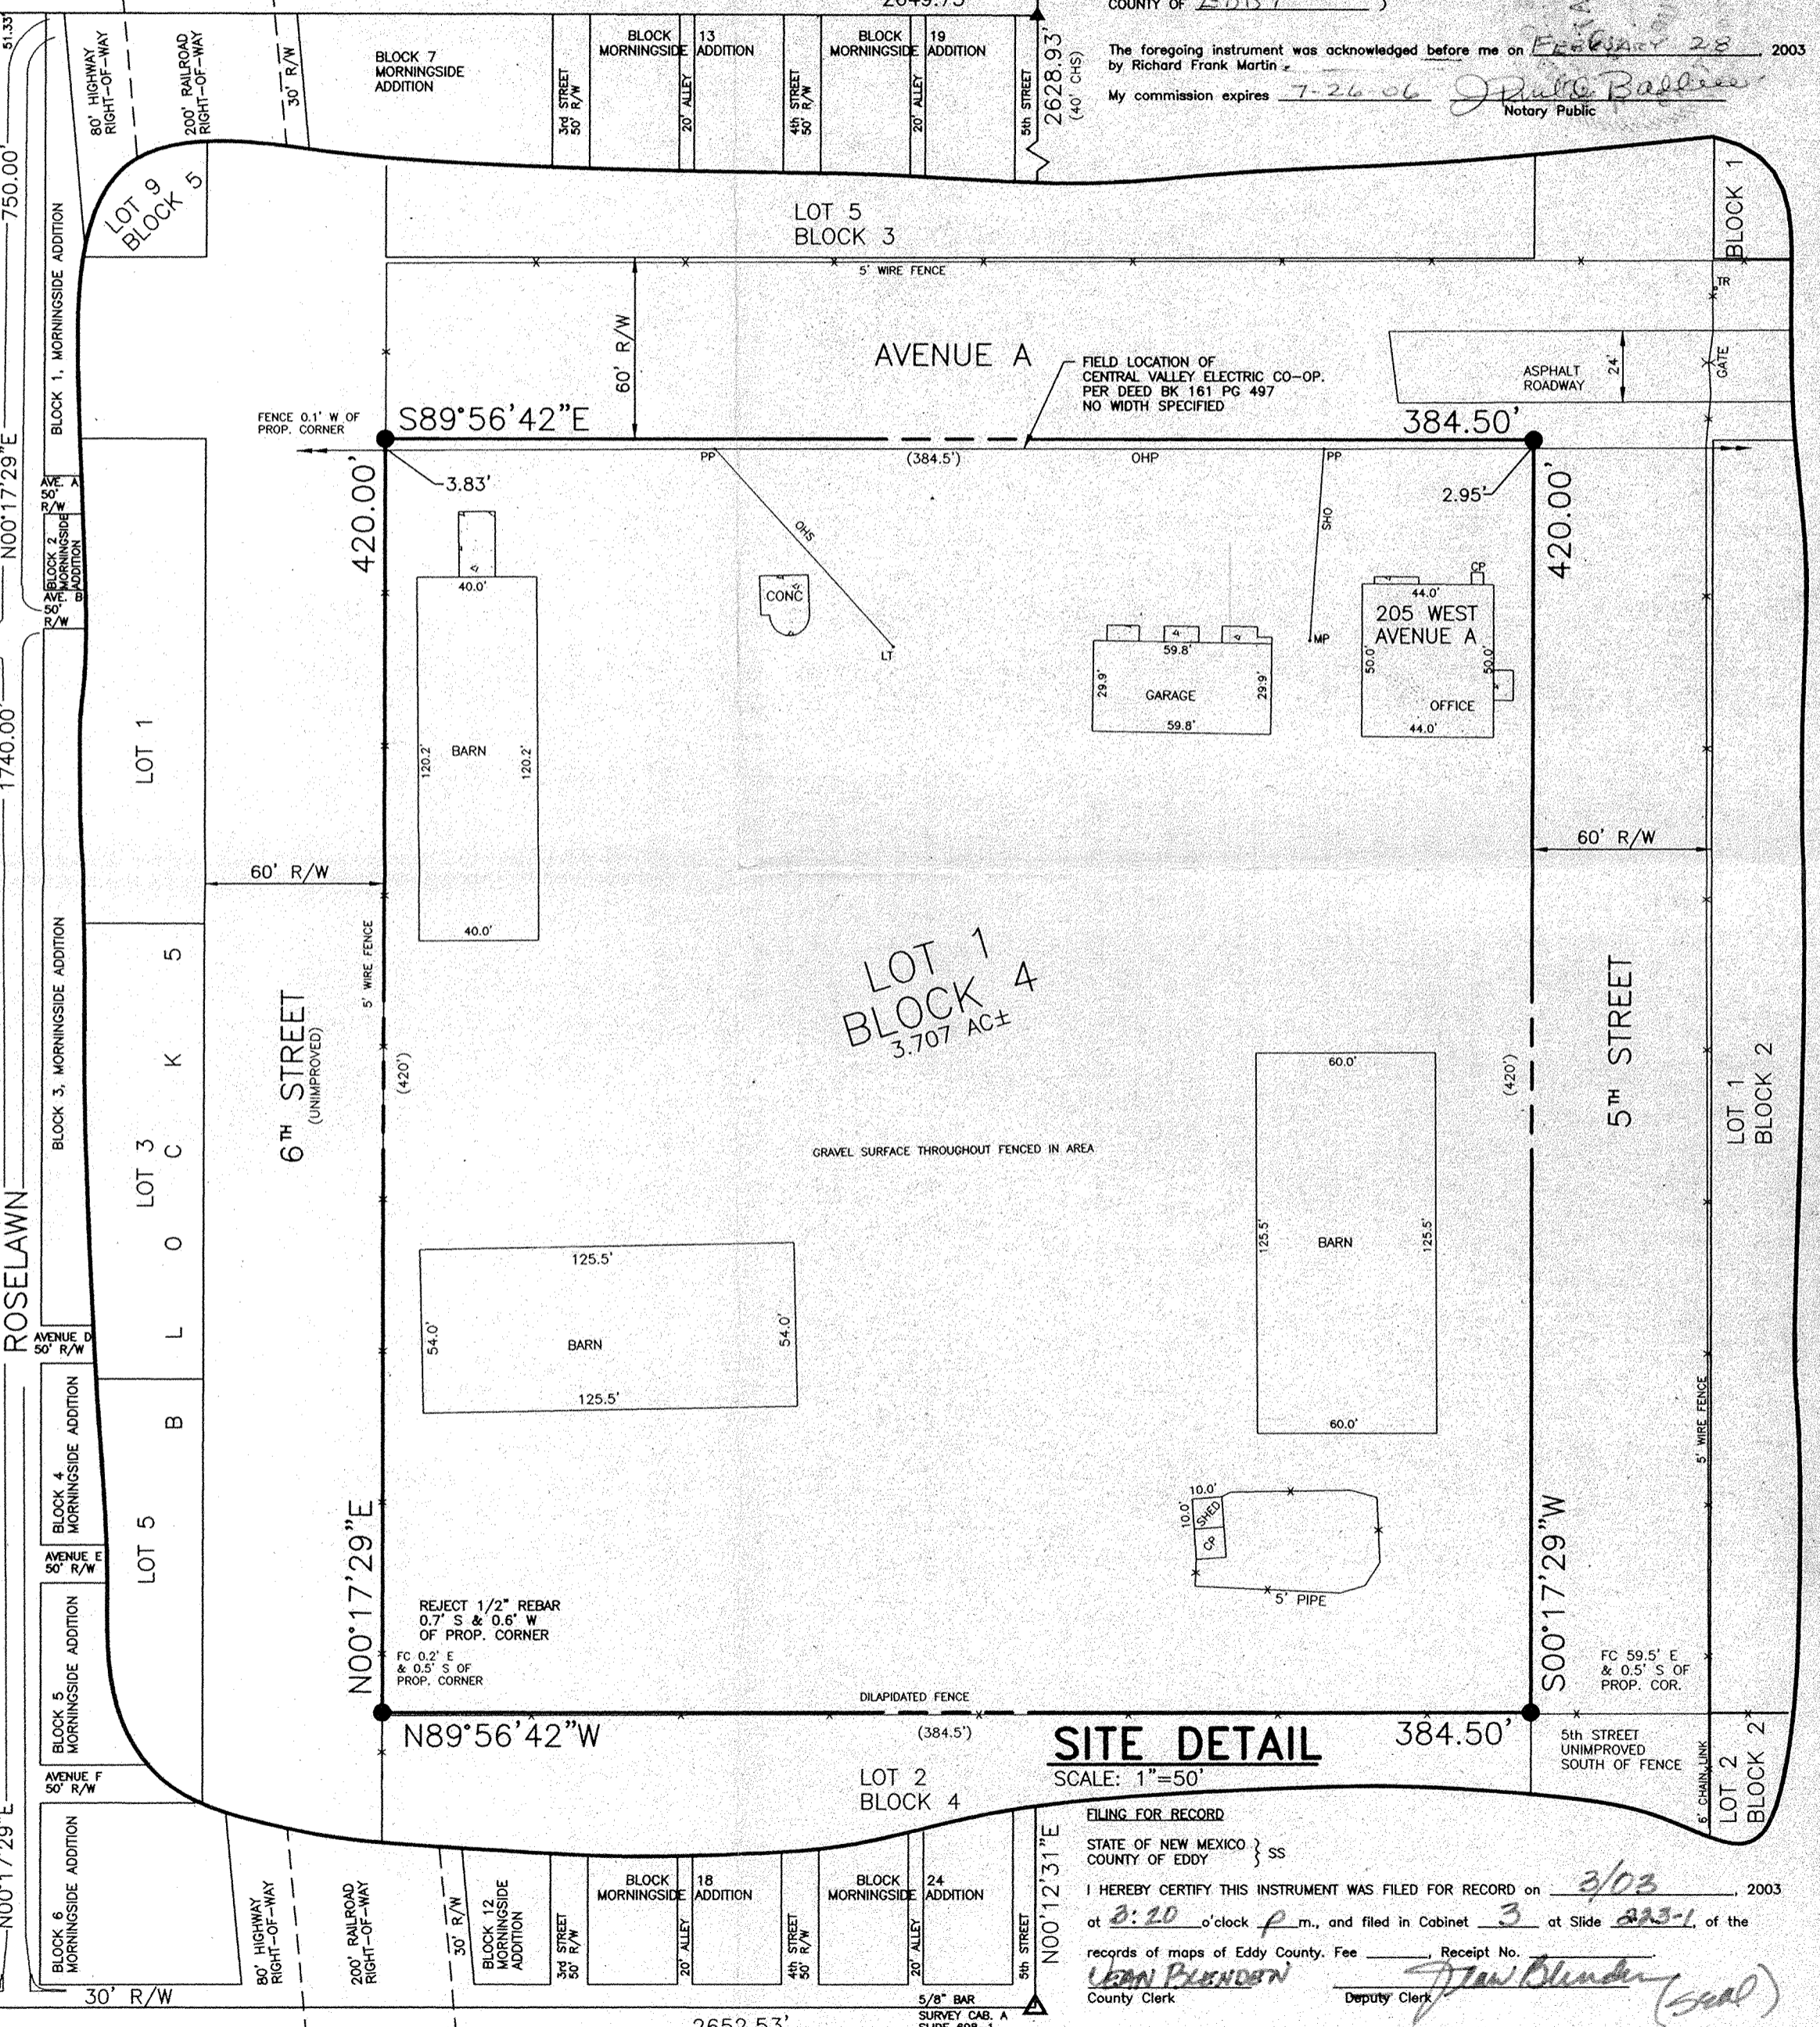 2649.75'
COUNTY OF EDDY )
The foregoing instrument was acknowledged before me on FEBRUARY 28, 2003
by Richard Frank Martin.
My commission expires 7-26-06
Notary Public
51.33'
80' HIGHWAY
RIGHT-OF-WAY
200' RAILROAD
RIGHT-OF-WAY
30' R/W
BLOCK 7
MORNINGSIDE
ADDITION
3rd STREET
50' R/W
BLOCK 13
MORNINGSIDE ADDITION
20' ALLEY
4th STREET
50' R/W
BLOCK 19
MORNINGSIDE ADDITION
20' ALLEY
5th STREET
2628.93'
(40' CHS)
750.00'
N00°17'29"E
1740.00'
ROSELAWN
N00°17'29"E
BLOCK 1, MORNINGSIDE ADDITION
AVE. A
50'
R/W
BLOCK 2
MORNINGSIDE
ADDITION
AVE. B
50'
R/W
BLOCK 3, MORNINGSIDE ADDITION
AVENUE D
50' R/W
BLOCK 4
MORNINGSIDE ADDITION
AVENUE E
50' R/W
BLOCK 5
MORNINGSIDE ADDITION
AVENUE F
50' R/W
BLOCK 6
MORNINGSIDE ADDITION
30' R/W
LOT 9
BLOCK 5
LOT 5
BLOCK 3
BLOCK 1
5' WIRE FENCE
TR
60' R/W
AVENUE A
FIELD LOCATION OF
CENTRAL VALLEY ELECTRIC CO-OP.
PER DEED BK 161 PG 497
NO WIDTH SPECIFIED
ASPHALT
ROADWAY
24'
GATE
FENCE 0.1' W OF
PROP. CORNER
S89°56'42"E
384.50'
PP
(384.5')
OHP
PP
3.83'
2.95'
420.00'
420.00'
OHS
OHS
CONC
LT
MP
40.0'
120.2'
BARN
120.2'
40.0'
59.8'
29.9'
GARAGE
29.9'
59.8'
CP
44.0'
205 WEST
AVENUE A
50.0'
50.0'
OFFICE
44.0'
LOT 1
60' R/W
60' R/W
5' WIRE FENCE
LOT 1
BLOCK 4
3.707 AC±
6TH STREET
(UNIMPROVED)
(420')
(420')
5TH STREET
LOT 1
BLOCK 2
LOT 3
BLOCK 5
LOT 5
GRAVEL SURFACE THROUGHOUT FENCED IN AREA
60.0'
125.5'
BARN
125.5'
60.0'
125.5'
54.0'
BARN
54.0'
125.5'
5' WIRE FENCE
10.0'
10.0'
SHED
CP
5' PIPE
N00°17'29"E
S00°17'29"W
REJECT 1/2" REBAR
0.7' S & 0.6' W
OF PROP. CORNER
FC 0.2' E
& 0.5' S OF
PROP. CORNER
FC 59.5' E
& 0.5' S OF
PROP. COR.
DILAPIDATED FENCE
N89°56'42"W
(384.5')
384.50'
SITE DETAIL
SCALE: 1"=50'
5th STREET
UNIMPROVED
SOUTH OF FENCE
6' CHAIN LINK
LOT 2
BLOCK 2
LOT 2
BLOCK 4
80' HIGHWAY
RIGHT-OF-WAY
200' RAILROAD
RIGHT-OF-WAY
30' R/W
BLOCK 12
MORNINGSIDE
ADDITION
3rd STREET
50' R/W
BLOCK 18
MORNINGSIDE ADDITION
20' ALLEY
4th STREET
50' R/W
BLOCK 24
MORNINGSIDE ADDITION
20' ALLEY
5th STREET
N00°12'31"E
2652.53'
5/8" BAR
SURVEY CAB. A
SLIDE 608-1
FILING FOR RECORD
STATE OF NEW MEXICO } SS
COUNTY OF EDDY
I HEREBY CERTIFY THIS INSTRUMENT WAS FILED FOR RECORD on 3/03, 2003
at 3:20 o'clock p m., and filed in Cabinet 3 at Slide 223-1, of the
records of maps of Eddy County. Fee , Receipt No. .
JEAN BLENDEN Jean Blenden
County Clerk Deputy Clerk (seal)